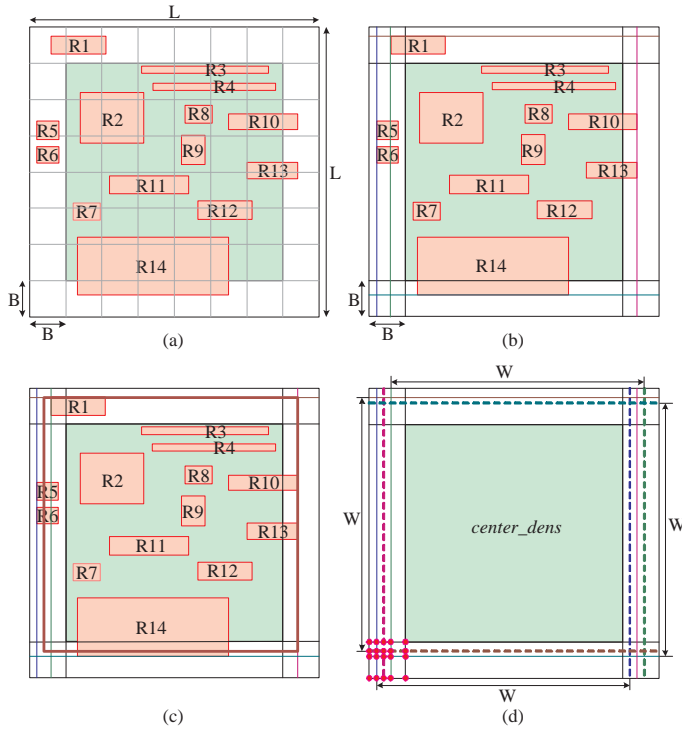 L
R1
R3
R4
R2
R8
R10
R5
R6
R9
R13
R11
R7
R12
R14
L
B
B
(a)
R1
R3
R4
R2
R8
R10
R5
R6
R9
R13
R11
R7
R12
R14
B
B
(b)
R1
R3
R4
R2
R8
R10
R5
R6
R9
R13
R11
R7
R12
R14
(c)
W
W
center_dens
W
W
(d)